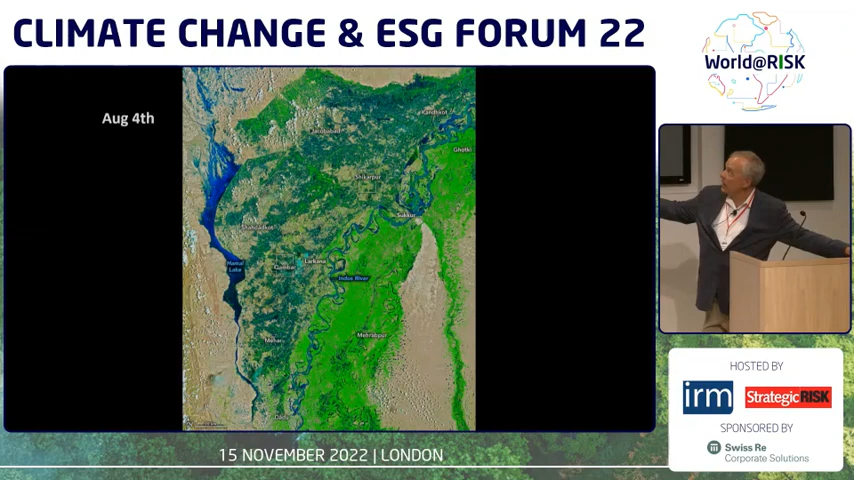 CLIMATE CHANGE & ESG FORUM 22
World@RISK
Aug 4th
Kandhkot
Jacobabad
Ghotki
Shikarpur
Sukkur
Shahdadkot
Hamal
Lake
Qambar
Larkana
Indus River
Mehrabpur
Mehar
HOSTED BY
irm
StrategicRISK
SPONSORED BY
Swiss Re
Corporate Solutions
15 NOVEMBER 2022 | LONDON